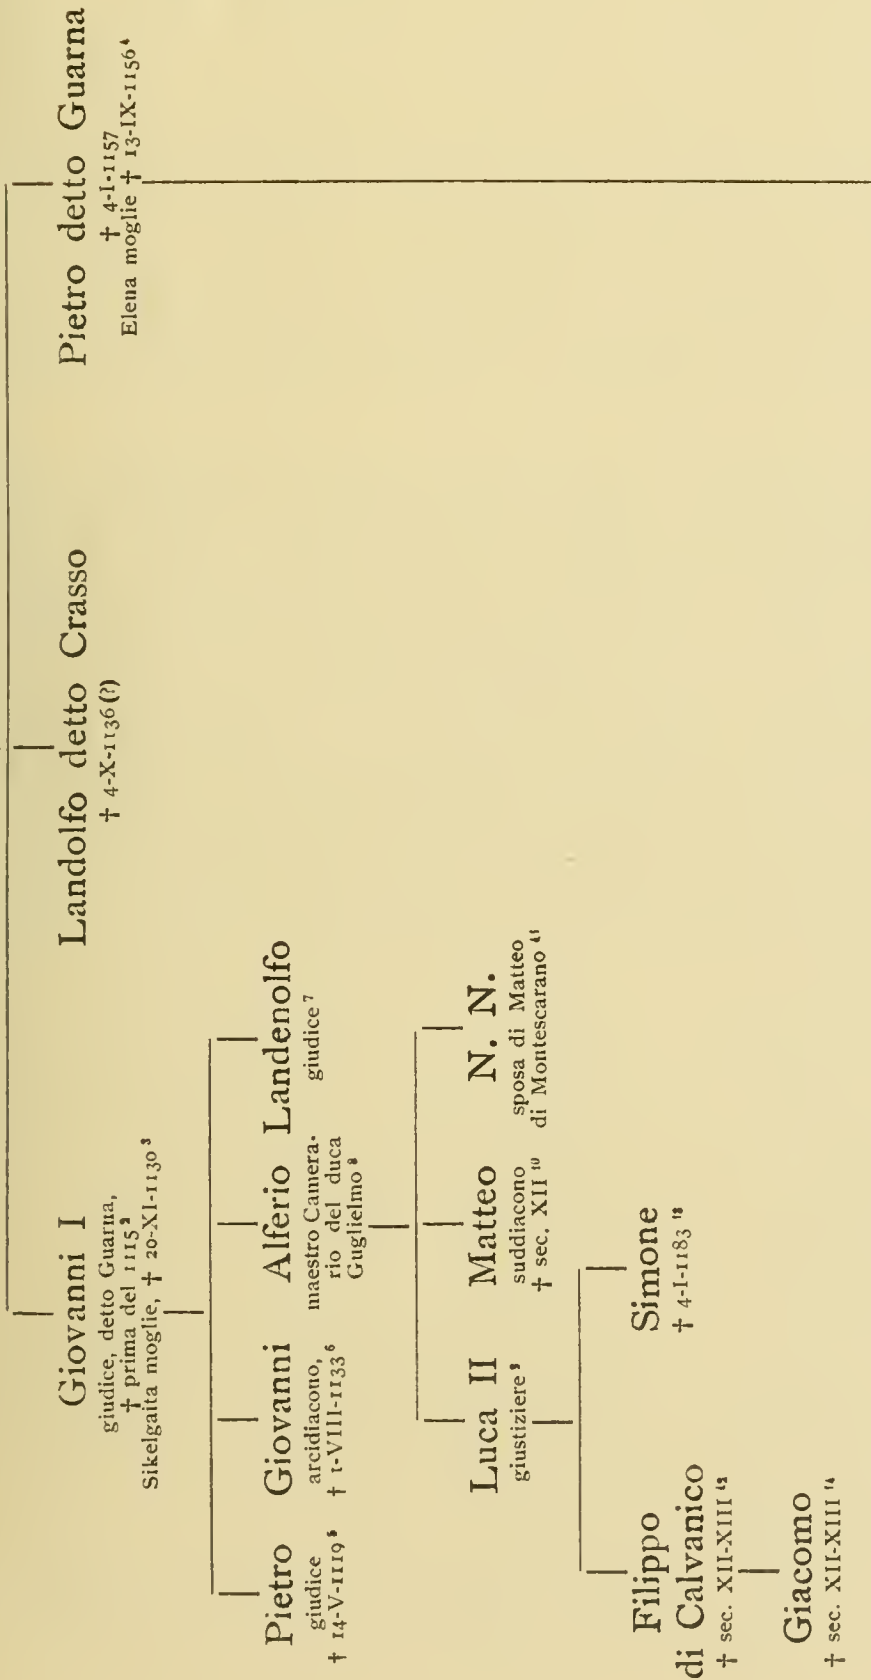 Giovanni I
giudice, detto Guarna,
† prima del 1115²
Sikelgaita moglie, † 20-XI-1130³
Landolfo detto Crasso
† 4-X-1136 (?)
Pietro detto Guarna
† 4-I-1157
Elena moglie † 13-IX-1156⁴
Pietro
giudice
† 14-V-1119⁵
Giovanni
arcidiacono,
† 1-VIII-1133⁶
Alferio
maestro Camera-
rio del duca
Guglielmo⁸
Landenolfo
giudice⁷
Luca II
giustiziere⁹
Matteo
suddiacono
† sec. XII¹⁰
N. N.
sposa di Matteo
di Montescarano¹¹
Filippo
di Calvanico
† sec. XII-XIII¹²
Simone
† 4-I-1183¹³
Giacomo
† sec. XII-XIII¹⁴